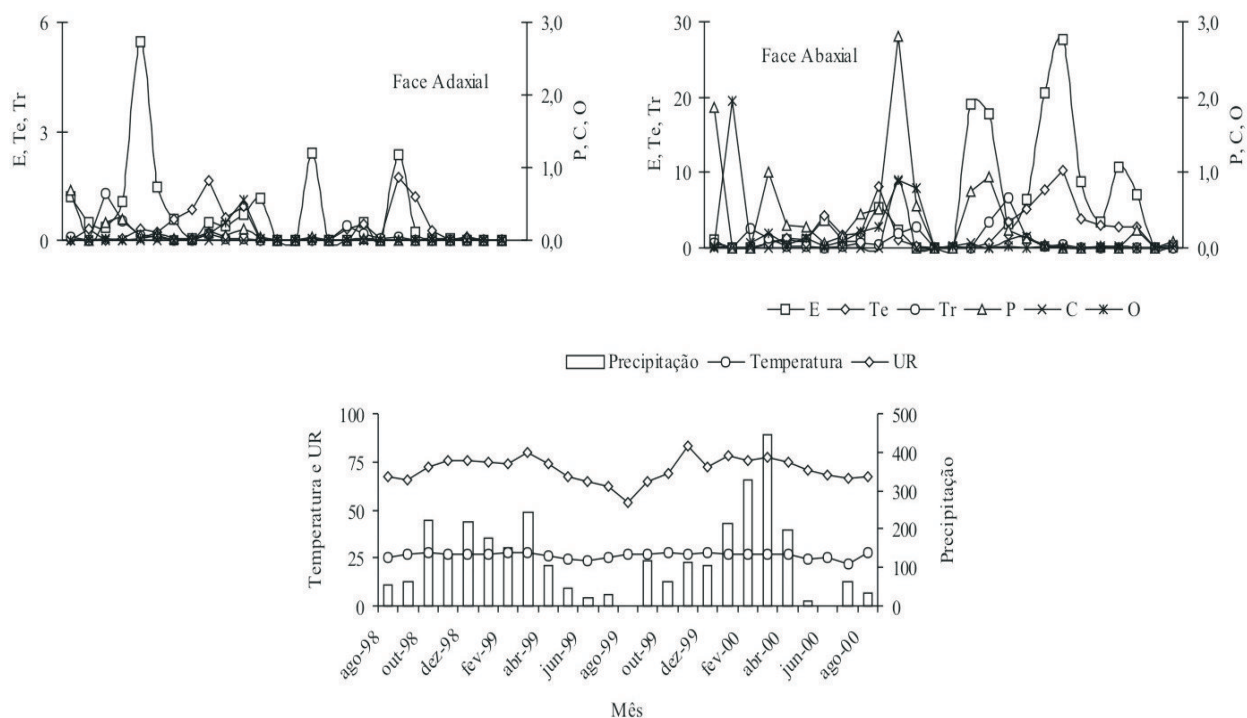 Face Adaxial
E, Te, Tr
6
3
0
3,0
2,0
1,0
0,0
P, C, O
Face Abaxial
E, Te, Tr
30
20
10
0
3,0
2,0
1,0
0,0
P, C, O
E Te Tr P C O
Precipitação Temperatura UR
Temperatura e UR
100
75
50
25
0
500
400
300
200
100
0
Precipitação
ago-98 out-98 dez-98 fev-99 abr-99 jun-99 ago-99 out-99 dez-99 fev-00 abr-00 jun-00 ago-00
Mês